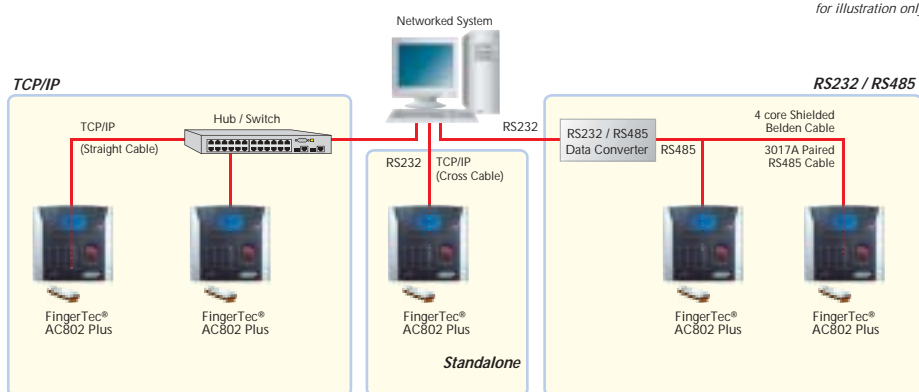 for illustration only
Networked System
TCP/IP
RS232 / RS485
TCP/IP
(Straight Cable)
Hub / Switch
RS232
TCP/IP
(Cross Cable)
RS232
RS232 / RS485
Data Converter
RS485
4 core Shielded
Belden Cable
3017A Paired
RS485 Cable
FingerTec®
AC802 Plus
FingerTec®
AC802 Plus
FingerTec®
AC802 Plus
FingerTec®
AC802 Plus
FingerTec®
AC802 Plus
Standalone